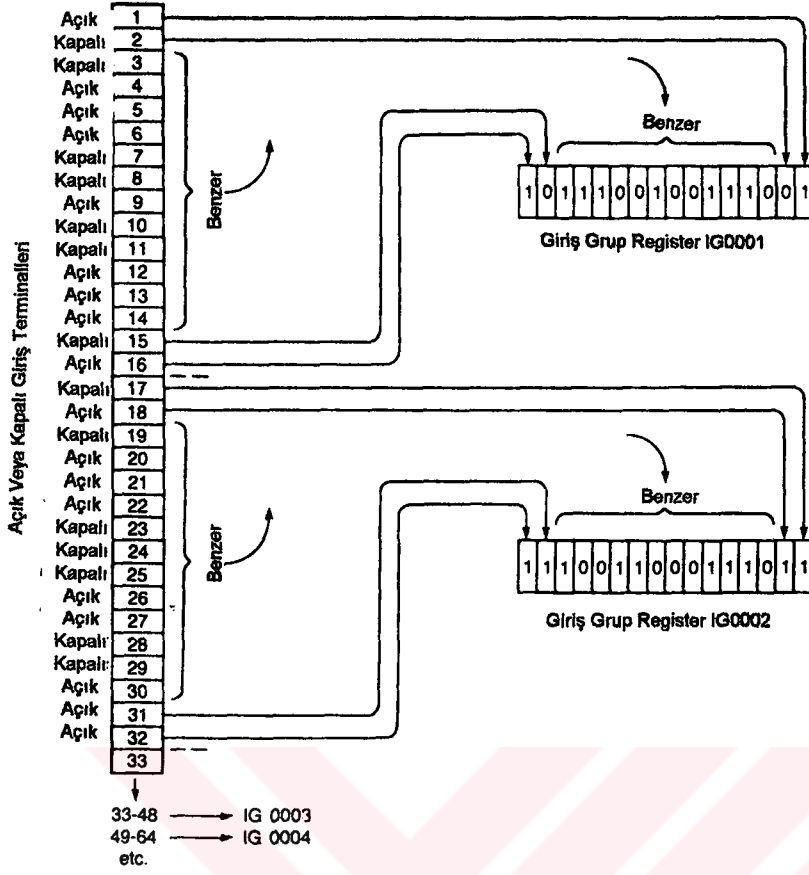 Açık Veya Kapalı Giriş Terminalleri
Açık 1
Kapalı 2
Kapalı 3
Açık 4
Açık 5
Açık 6
Kapalı 7
Kapalı 8
Açık 9
Kapalı 10
Kapalı 11
Açık 12
Açık 13
Açık 14
Kapalı 15
Açık 16
Kapalı 17
Açık 18
Kapalı 19
Açık 20
Açık 21
Açık 22
Kapalı 23
Kapalı 24
Kapalı 25
Açık 26
Açık 27
Kapalı 28
Kapalı 29
Açık 30
Açık 31
Açık 32
33
33-48 IG 0003
49-64 IG 0004
etc.
Benzer
Benzer
1 0 1 1 1 0 0 1 0 0 1 1 1 0 0 1
Giriş Grup Register IG0001
Benzer
Benzer
1 1 1 0 0 1 1 0 0 0 1 1 1 0 1 1
Giriş Grup Register IG0002